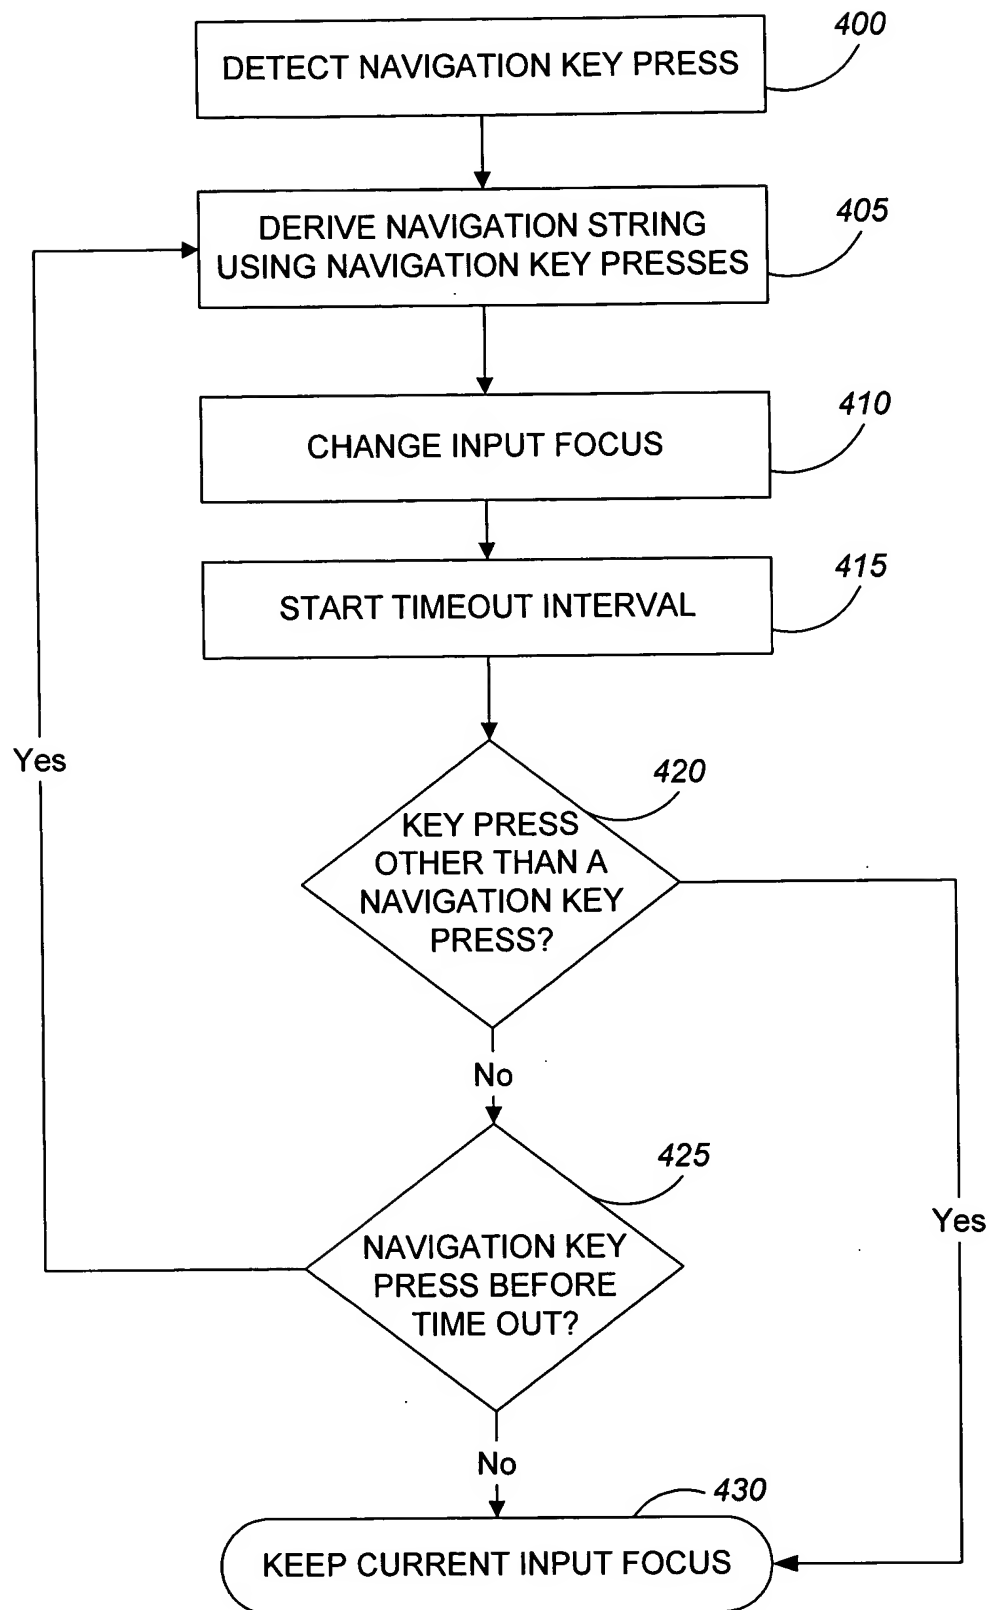 400
DETECT NAVIGATION KEY PRESS
405
DERIVE NAVIGATION STRING
USING NAVIGATION KEY PRESSES
410
CHANGE INPUT FOCUS
415
START TIMEOUT INTERVAL
Yes
420
KEY PRESS
OTHER THAN A
NAVIGATION KEY
PRESS?
No
425
NAVIGATION KEY
PRESS BEFORE
TIME OUT?
Yes
No
430
KEEP CURRENT INPUT FOCUS